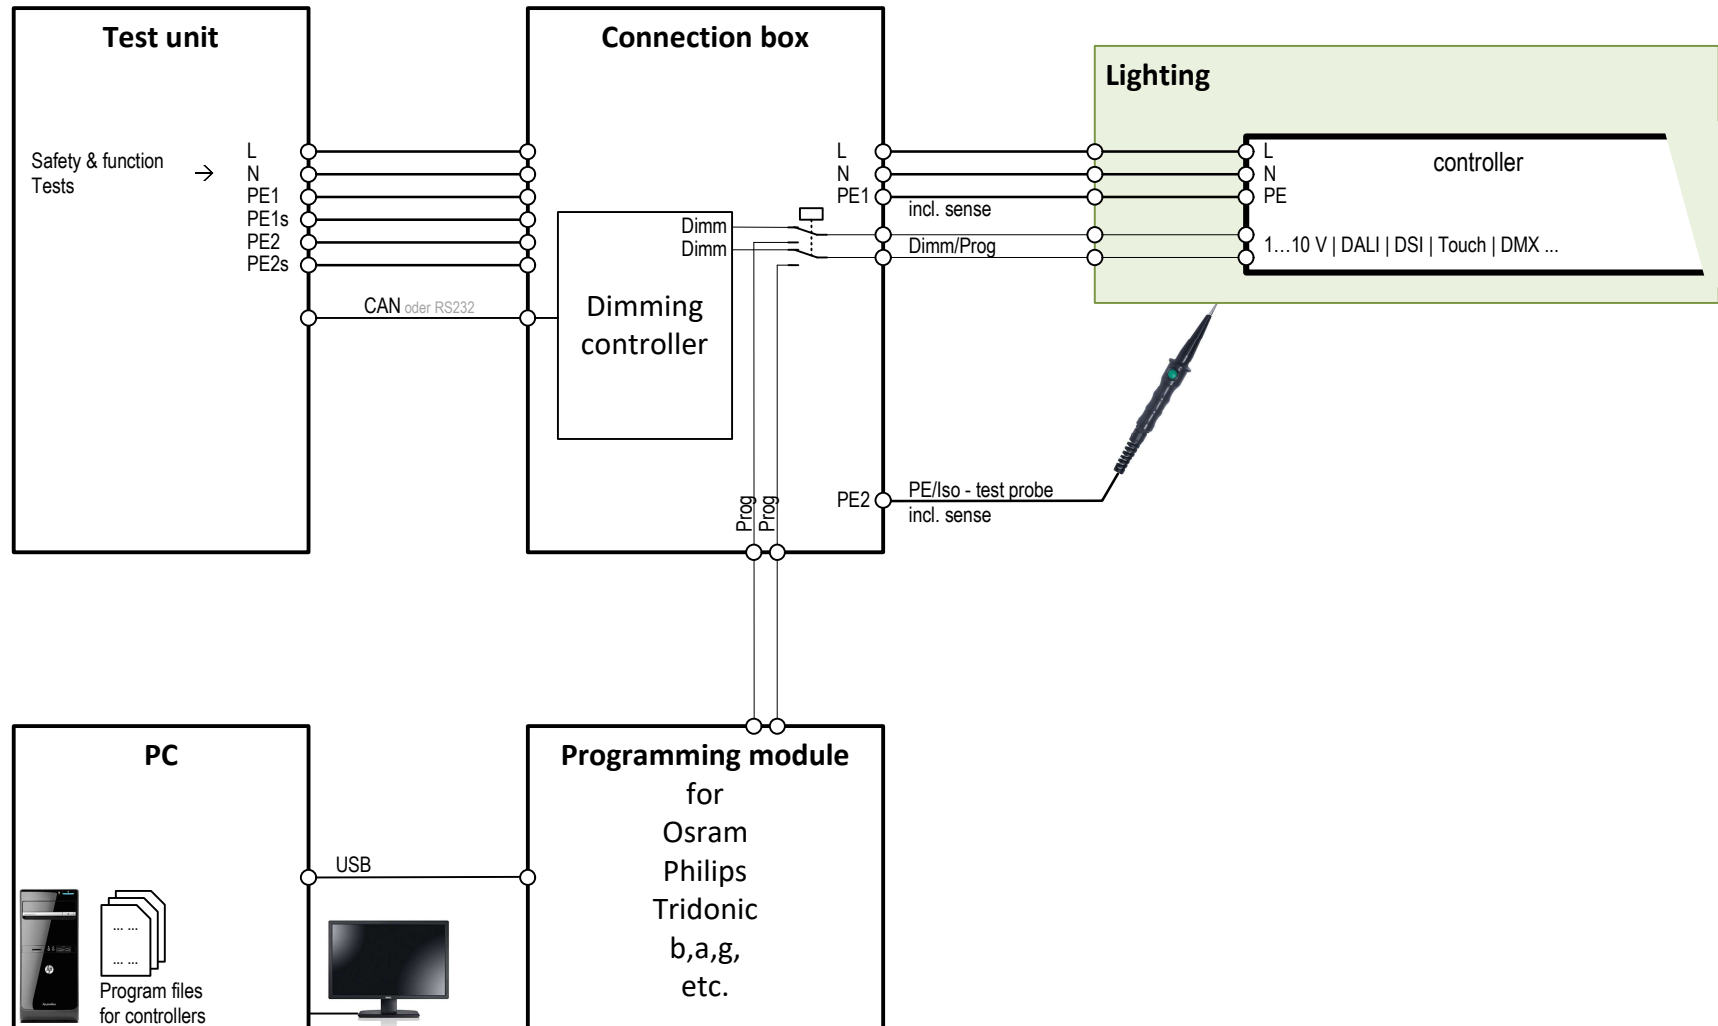 Test unit
Safety & function
Tests
→
L
N
PE1
PE1s
PE2
PE2s
CAN oder RS232
Connection box
Dimm
Dimm
Dimming
controller
L
N
PE1
PE2
Prog
Prog
incl. sense
Dimm/Prog
PE/Iso - test probe
incl. sense
Lighting
L
N
PE
controller
1…10 V | DALI | DSI | Touch | DMX ...
PC
... ...
... ...
Program files
for controllers
USB
Programming module
for
Osram
Philips
Tridonic
b,a,g,
etc.